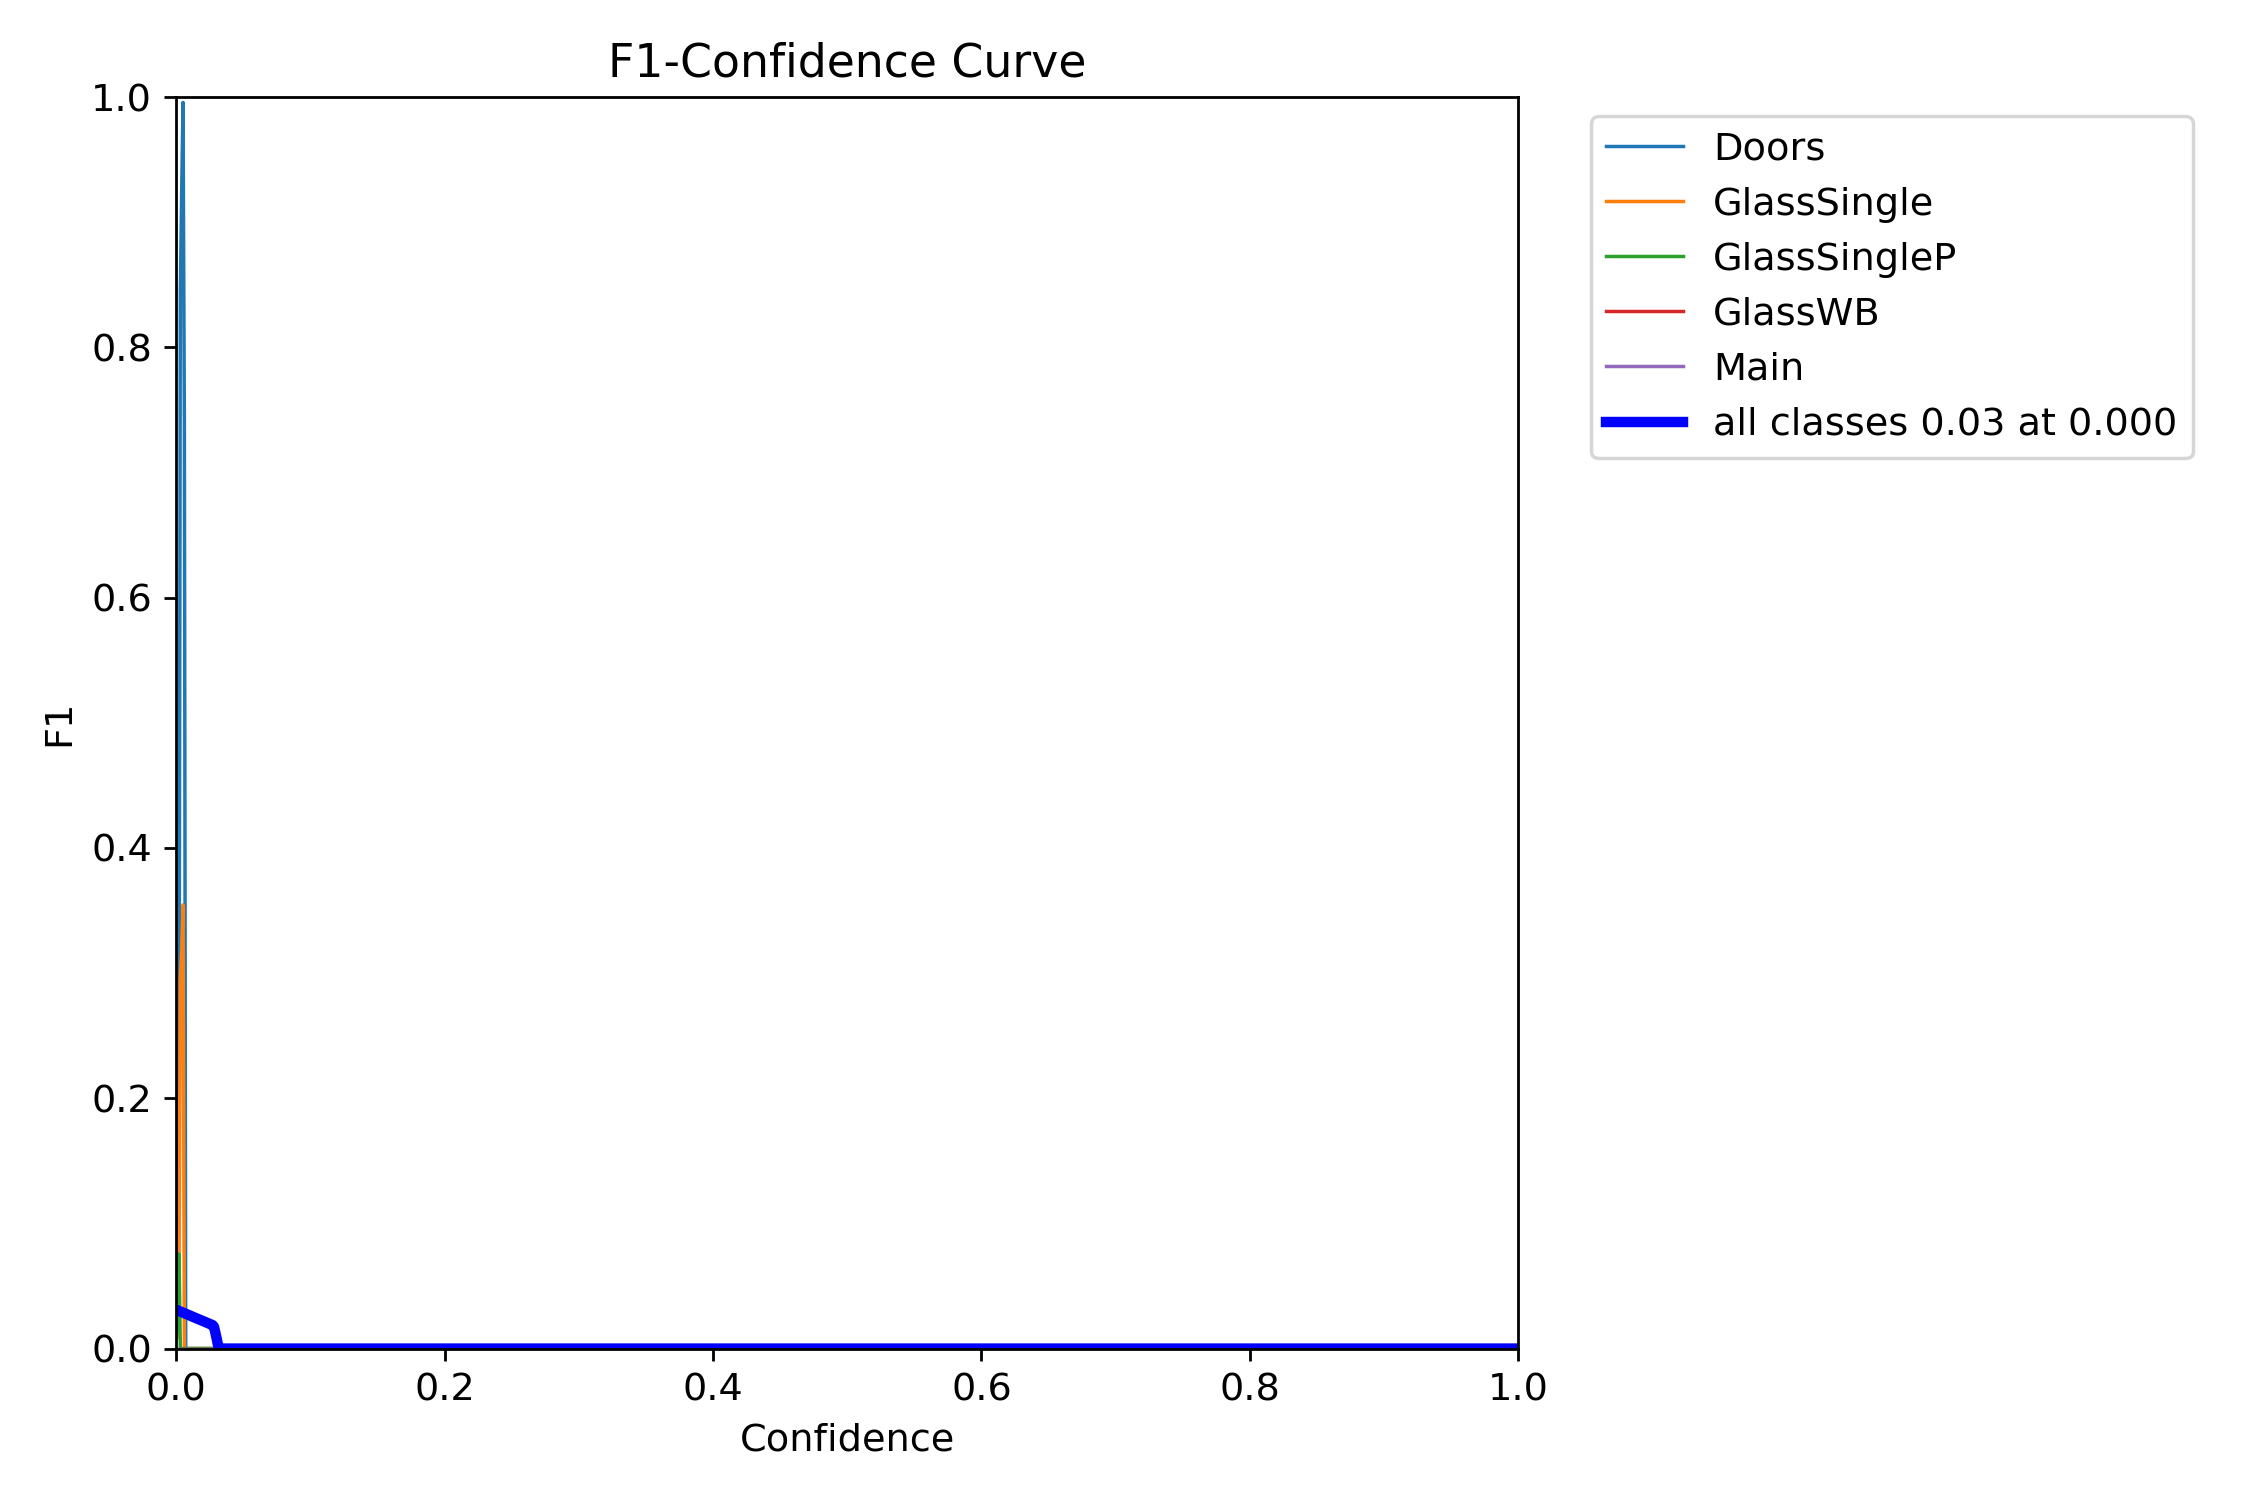 F1-Confidence Curve
1.0
0.8
0.6
0.4
0.2
0.0
F1
0.0 0.2 0.4 0.6 0.8 1.0
Confidence
Doors
GlassSingle
GlassSingleP
GlassWB
Main
all classes 0.03 at 0.000